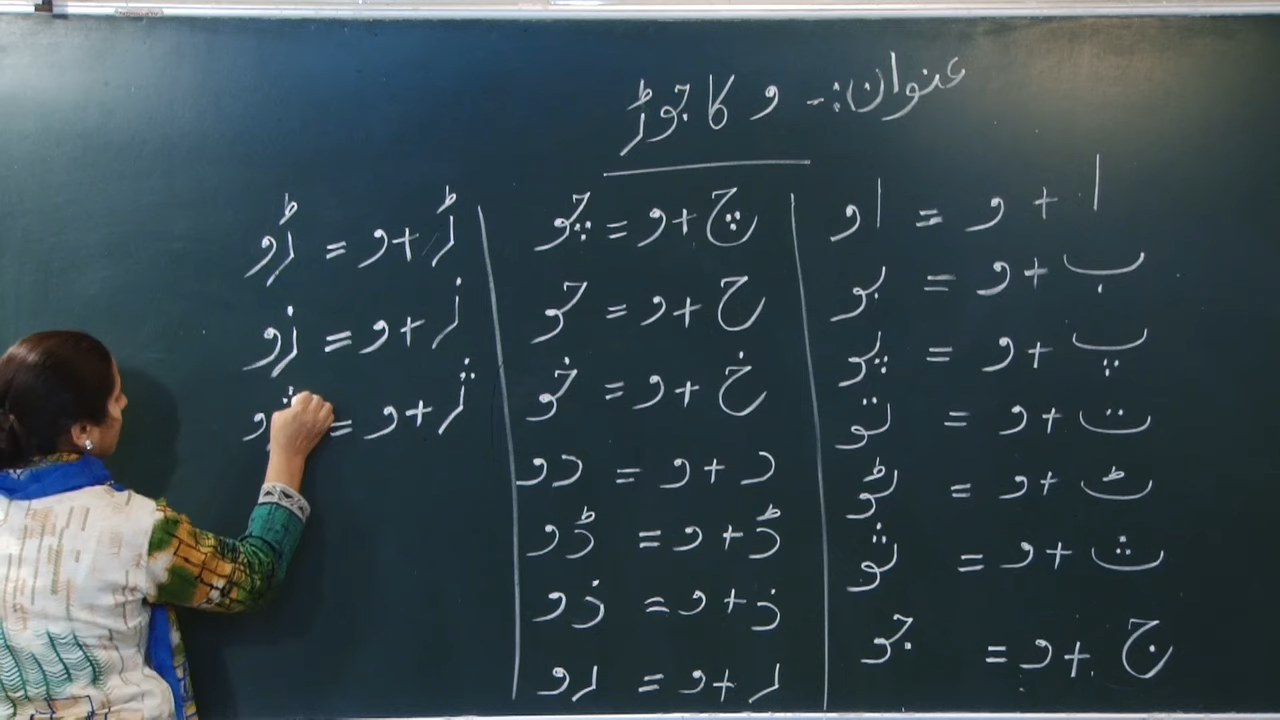 عنوان:- و کا جوڑ
ا + و = او
ب + و = بو
پ + و = پو
ت + و = تو
ٹ + و = ٹو
ث + و = ثو
ج + و = جو
چ + و = چو
ح + و = حو
خ + و = خو
د + و = دو
ڈ + و = ڈو
ذ + و = ذو
ر + و = رو
ڑ + و = ڑو
ز + و = زو
ژ + و = ژو